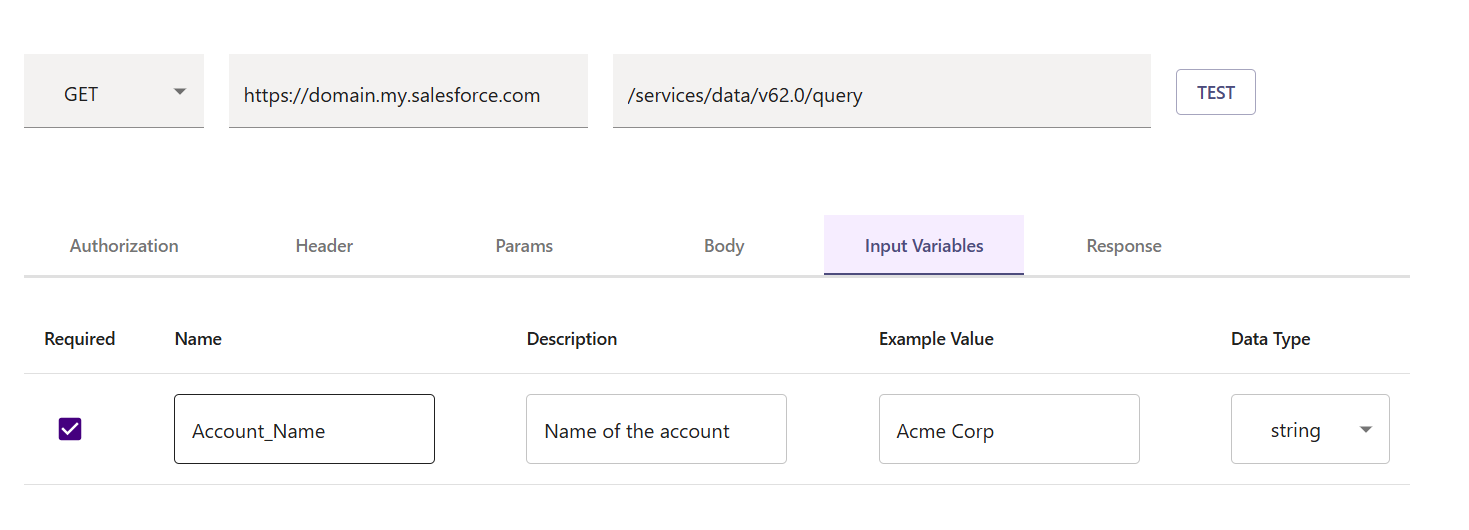 GET https://domain.my.salesforce.com /services/data/v62.0/query TEST
Authorization Header Params Body Input Variables Response
Required Name Description Example Value Data Type
Account_Name Name of the account Acme Corp string